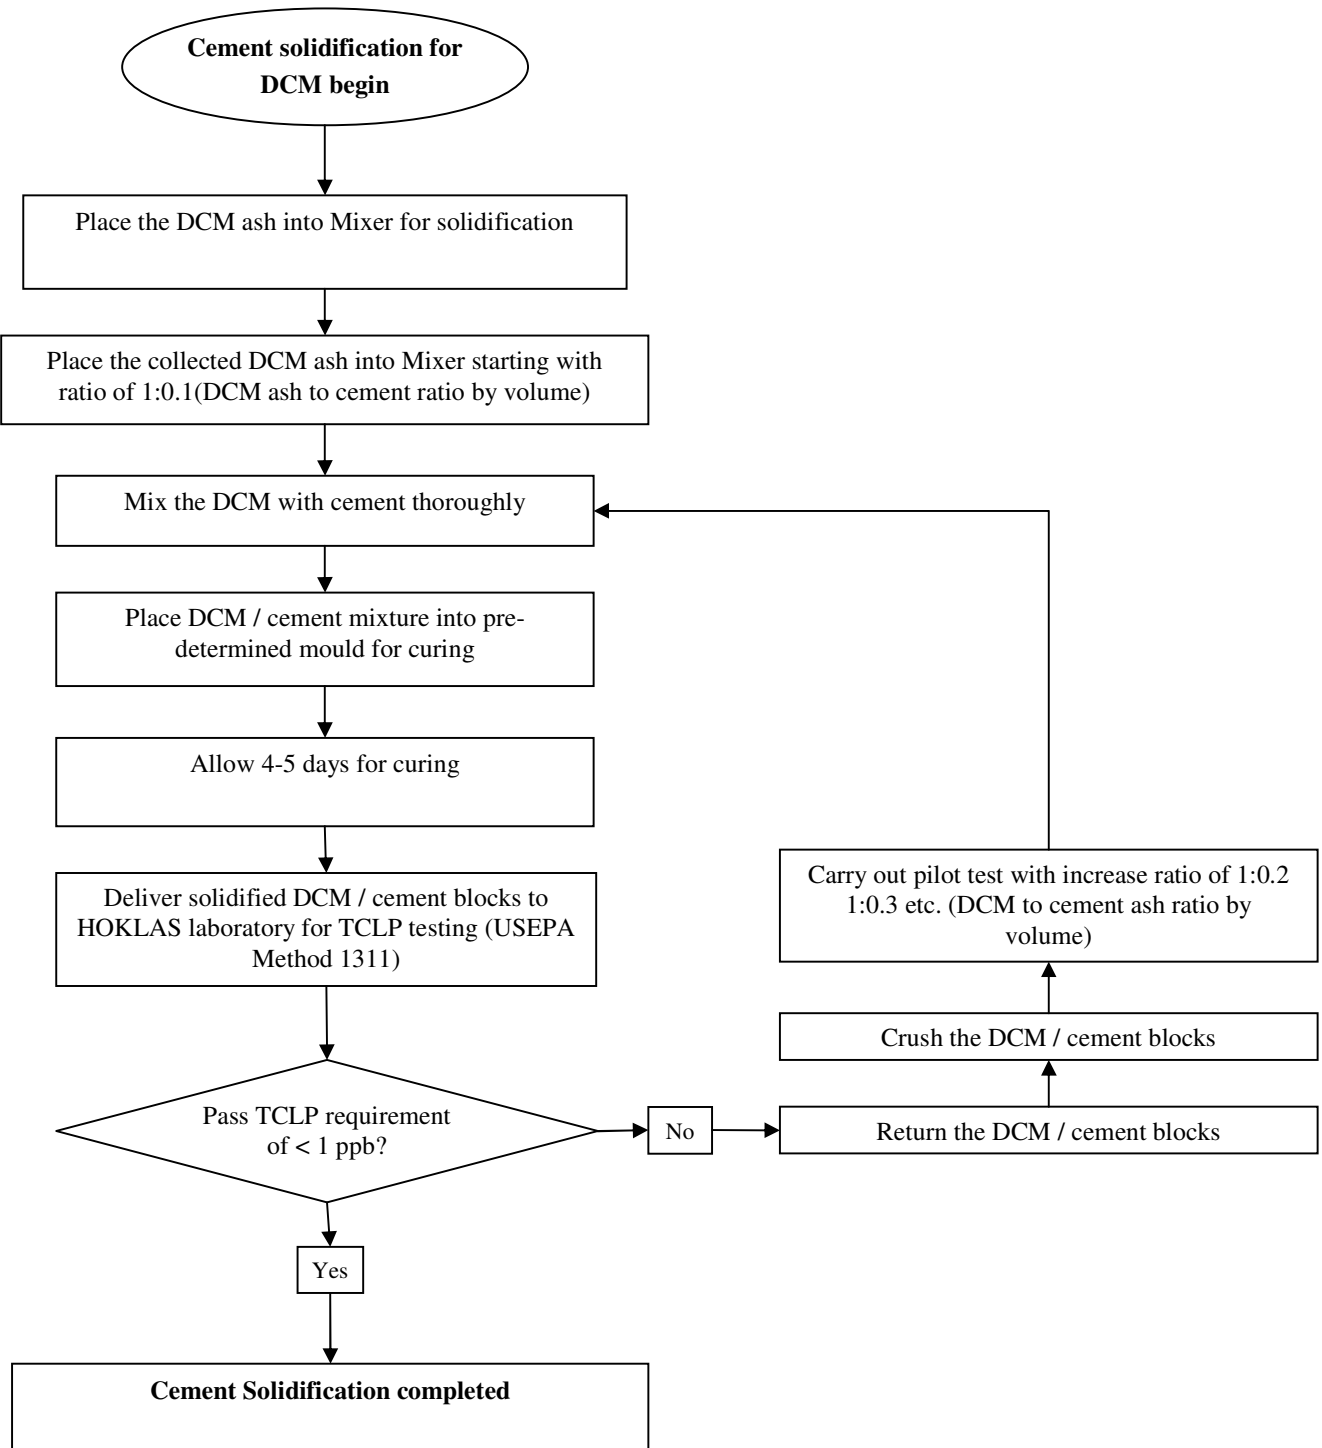 Cement solidification for
DCM begin
Place the DCM ash into Mixer for solidification
Place the collected DCM ash into Mixer starting with
ratio of 1:0.1(DCM ash to cement ratio by volume)
Mix the DCM with cement thoroughly
Place DCM / cement mixture into pre-
determined mould for curing
Allow 4-5 days for curing
Deliver solidified DCM / cement blocks to
HOKLAS laboratory for TCLP testing (USEPA
Method 1311)
Pass TCLP requirement
of < 1 ppb?
No
Return the DCM / cement blocks
Crush the DCM / cement blocks
Carry out pilot test with increase ratio of 1:0.2
1:0.3 etc. (DCM to cement ash ratio by
volume)
Yes
Cement Solidification completed